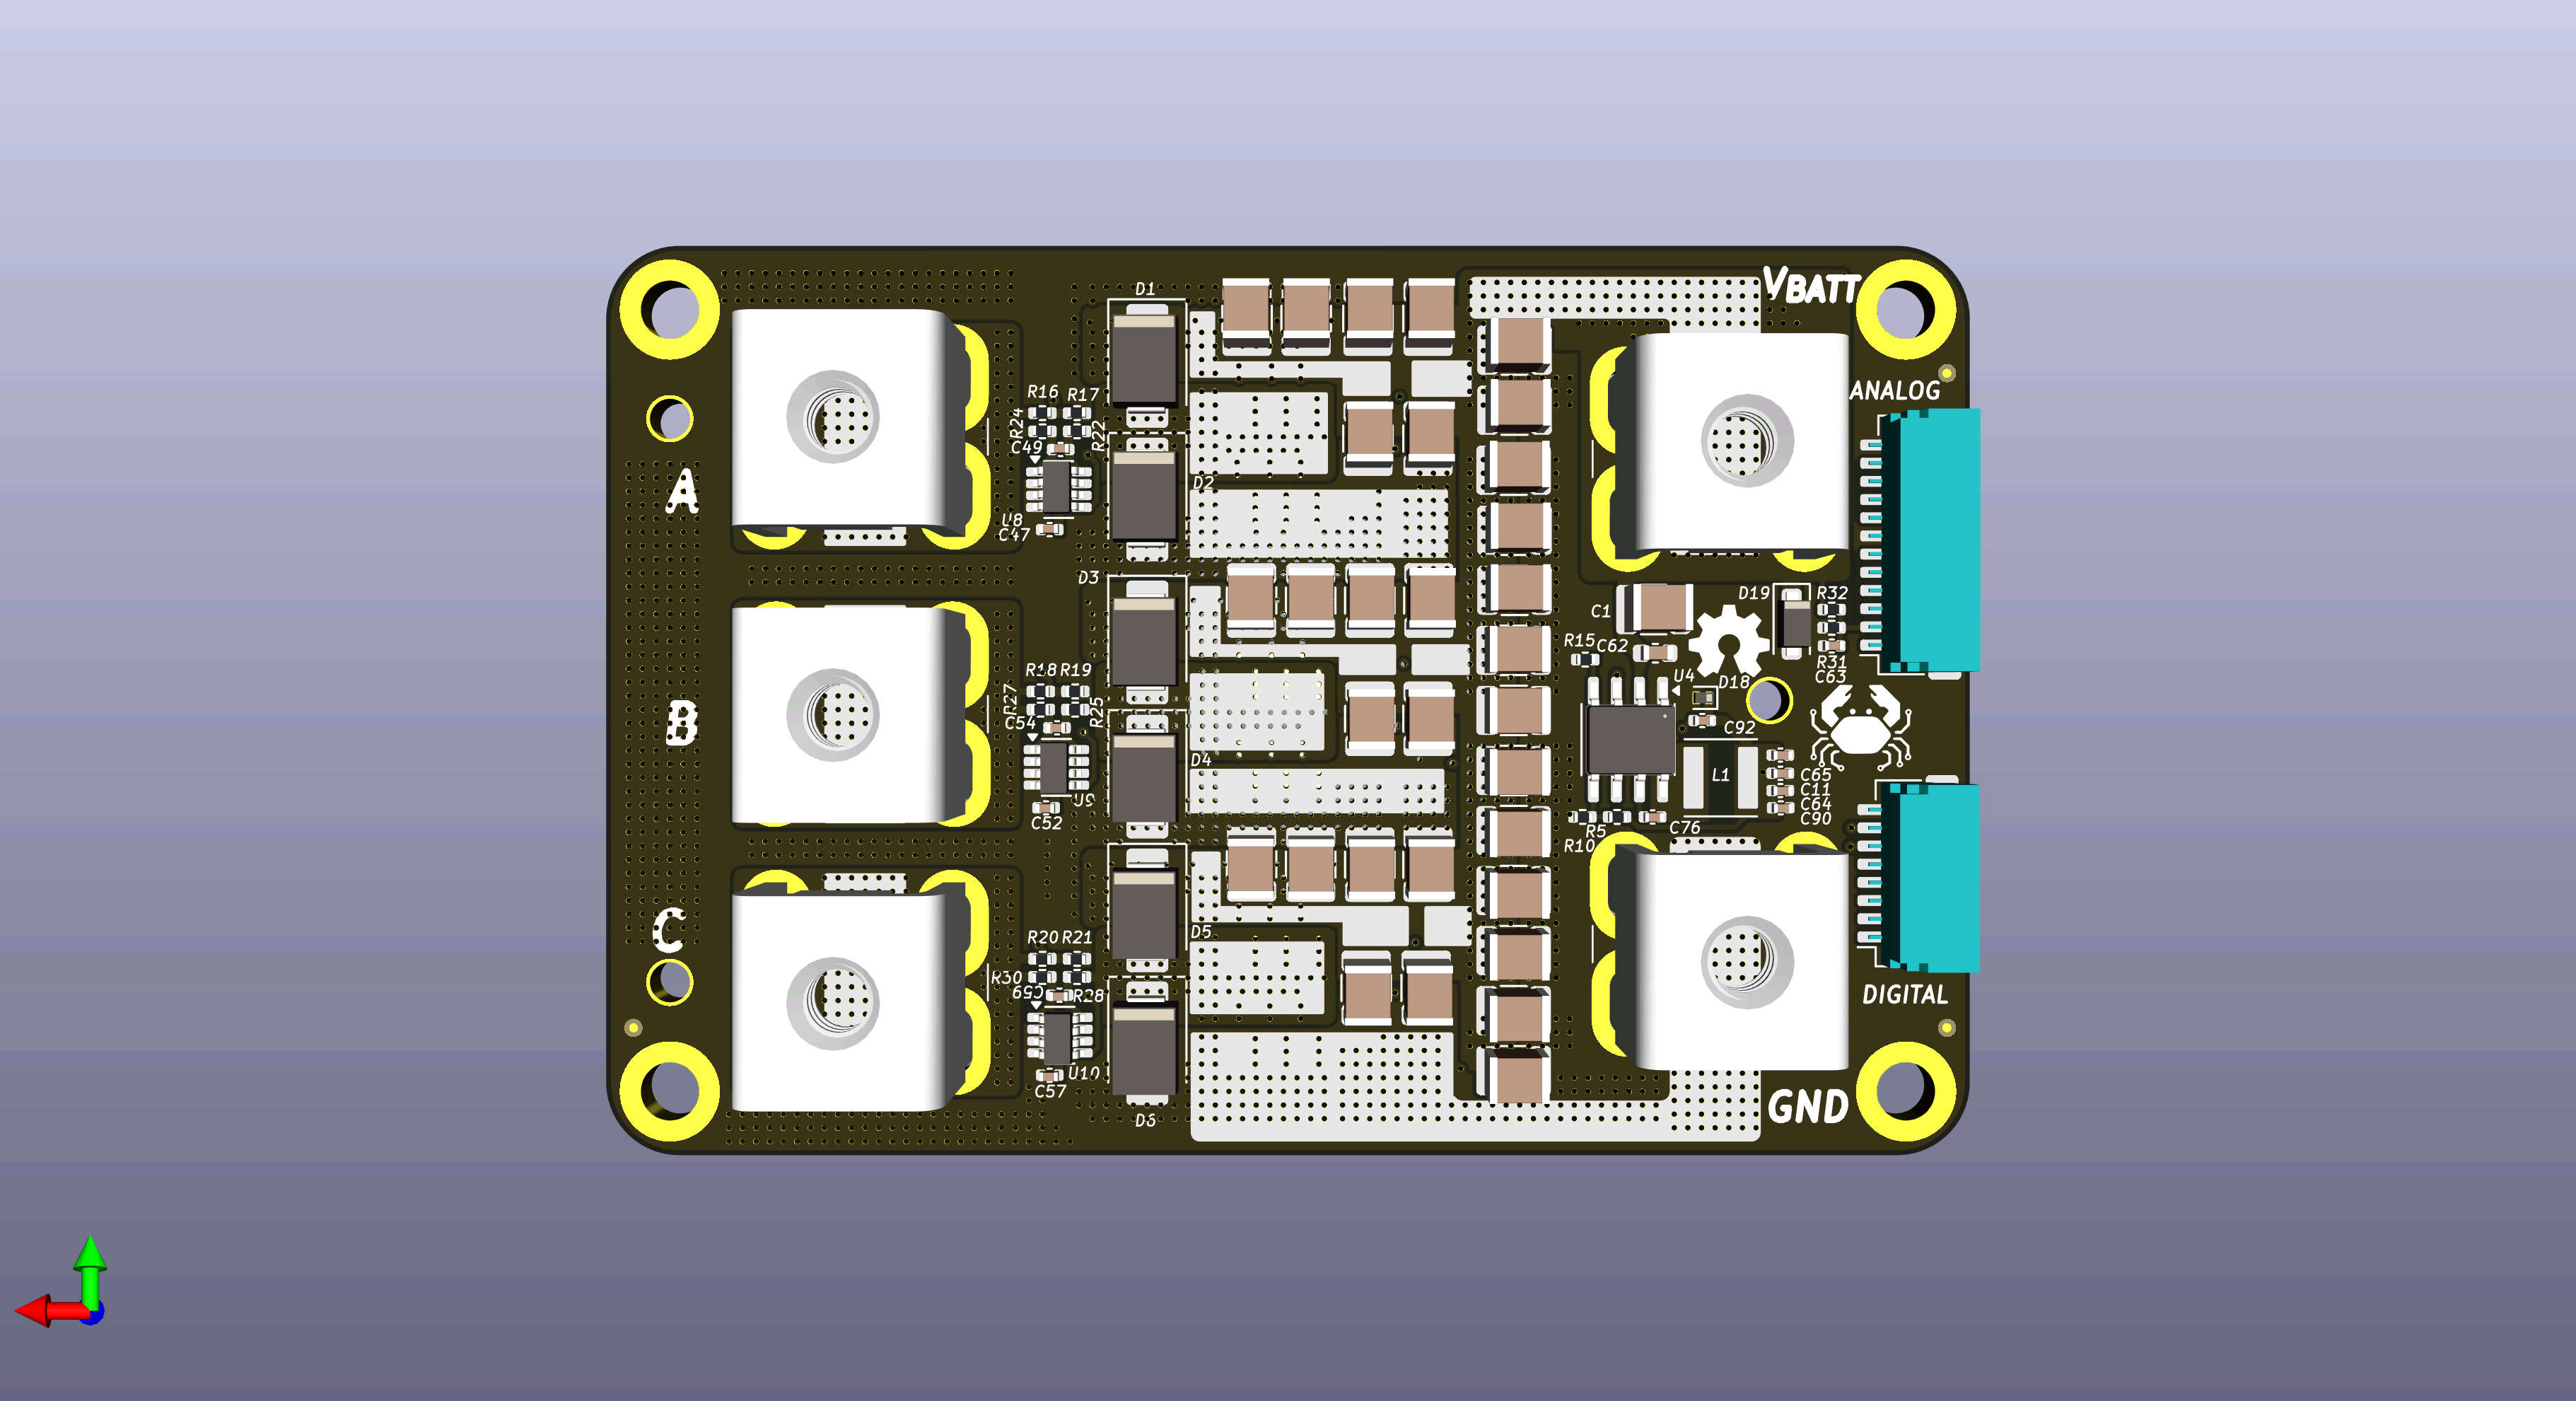 D1
VBATT
ANALOG
R16 R17
R24
R22
C49
D2
A
U8
C47
D3
C1
D19 R32
R15 C62
R31
C63
R18 R19
U4 D18
R27
R25
C54
B
C92
D4
L1
C65
C11
C64
C90
U9
C52
R5 C76
R10
C
D5
R20 R21
R30
C59 R28
DIGITAL
U10
C57
GND
D6